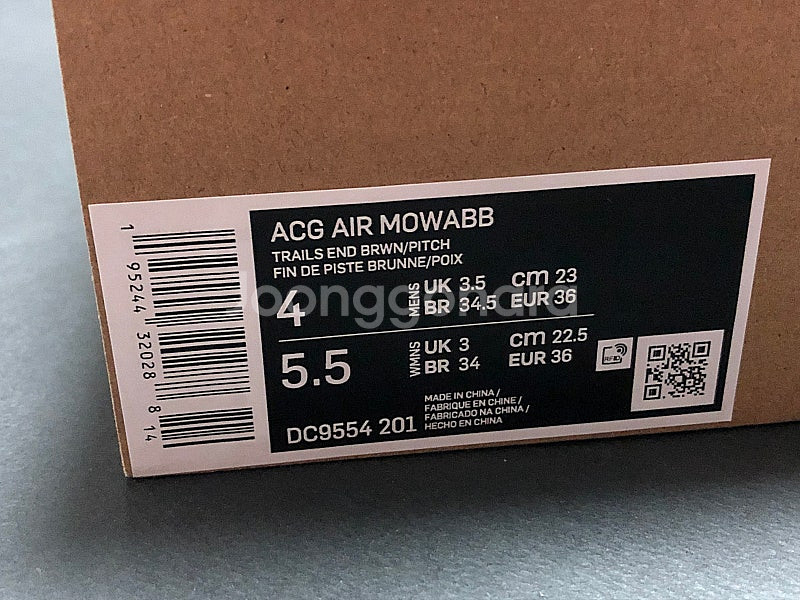 ACG AIR MOWABB
TRAILS END BRWN/PITCH
FIN DE PISTE BRUNNE/POIX
4 MENS UK 3.5 cm 23
BR 34.5 EUR 36
5.5 WMNS UK 3 cm 22.5
BR 34 EUR 36
RFID
DC9554 201
MADE IN CHINA /
FABRIQUE EN CHINE /
FABRICADO NA CHINA /
HECHO EN CHINA
1 95244 32028 8 14
Joonggonara